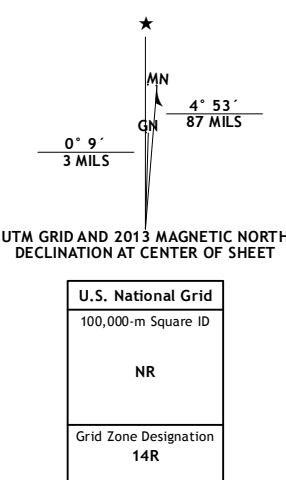 MN
4° 53´
87 MILS
GN
0° 9´
3 MILS
UTM GRID AND 2013 MAGNETIC NORTH
DECLINATION AT CENTER OF SHEET
U.S. National Grid
100,000-m Square ID
NR
Grid Zone Designation
14R